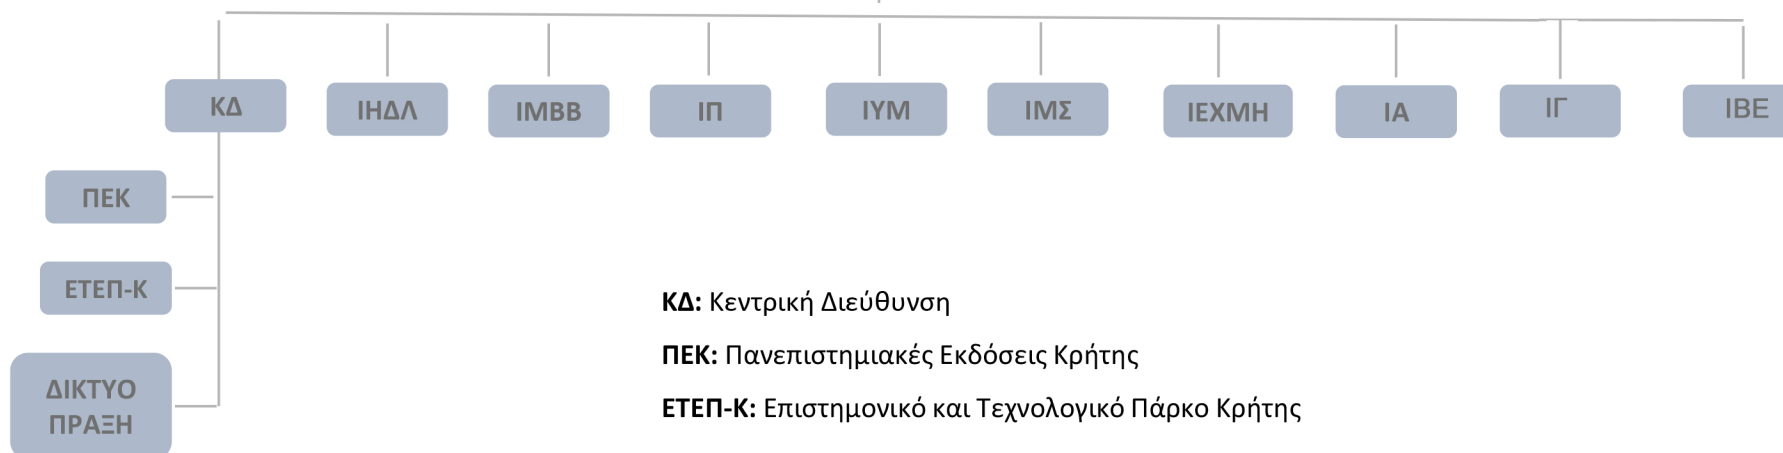 ΚΔ ΙΗΔΛ ΙΜΒΒ ΙΠ ΙΥΜ ΙΜΣ ΙΕΧΜΗ ΙΑ ΙΓ ΙΒΕ
ΠΕΚ
ΕΤΕΠ-Κ
ΔΙΚΤΥΟ
ΠΡΑΞΗ
ΚΔ: Κεντρική Διεύθυνση
ΠΕΚ: Πανεπιστημιακές Εκδόσεις Κρήτης
ΕΤΕΠ-Κ: Επιστημονικό και Τεχνολογικό Πάρκο Κρήτης